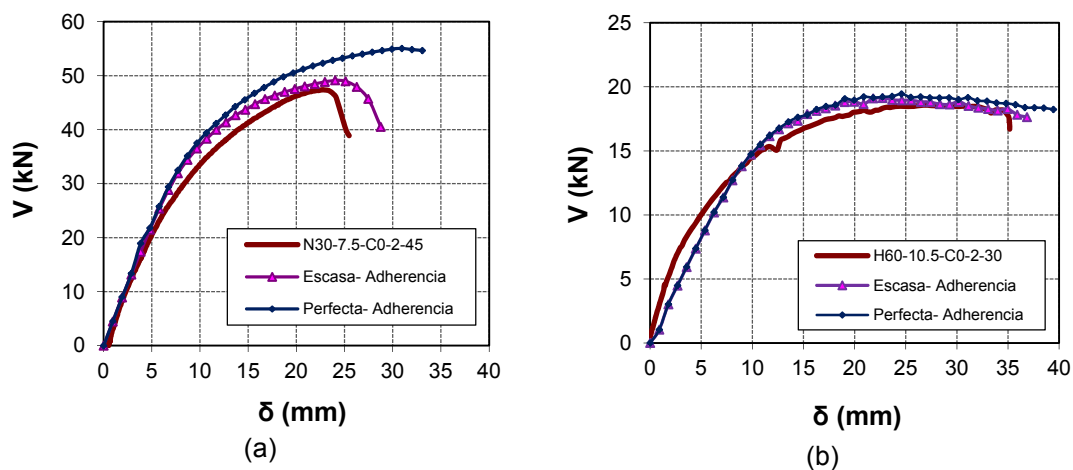 60
50
40
30
20
10
0
V (kN)
N30-7.5-C0-2-45
Escasa- Adherencia
Perfecta- Adherencia
0 5 10 15 20 25 30 35 40
δ (mm)
(a)
25
20
15
10
5
0
V (kN)
H60-10.5-C0-2-30
Escasa- Adherencia
Perfecta- Adherencia
0 5 10 15 20 25 30 35 40
δ (mm)
(b)